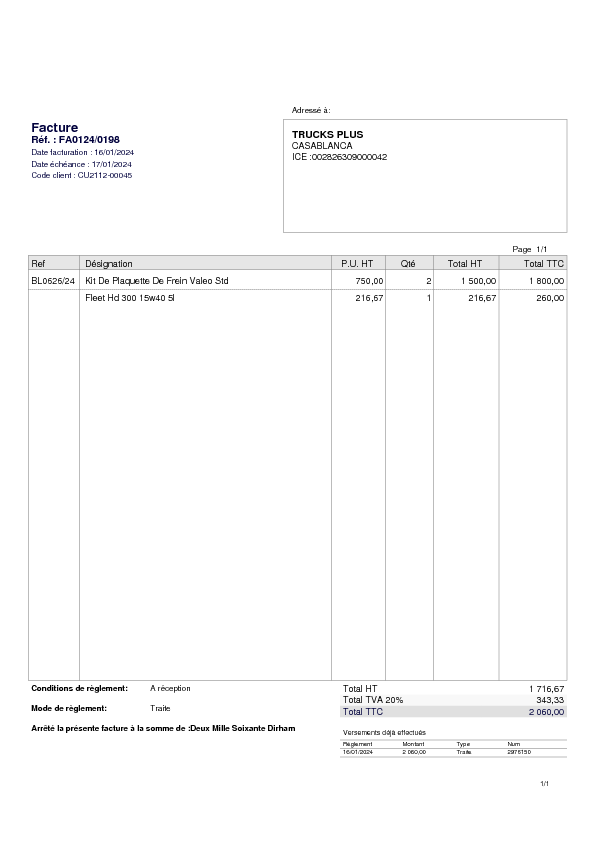 Adressé à:
Facture
Réf. : FA0124/0198
Date facturation : 16/01/2024
Date échéance : 17/01/2024
Code client : CU2112-00045
TRUCKS PLUS
CASABLANCA
ICE :002826309000042
Page 1/1
Ref Désignation P.U. HT Qté Total HT Total TTC
BL0626/24 Kit De Plaquette De Frein Valeo Std 750,00 2 1 500,00 1 800,00
Fleet Hd 300 15w40 5l 216,67 1 216,67 260,00
Conditions de règlement: A réception
Mode de règlement: Traite
Arrêté la présente facture à la somme de :Deux Mille Soixante Dirham
Total HT 1 716,67
Total TVA 20% 343,33
Total TTC 2 060,00
Versements déjà effectués
Règlement Montant Type Num
16/01/2024 2 060,00 Traite 2976150
1/1